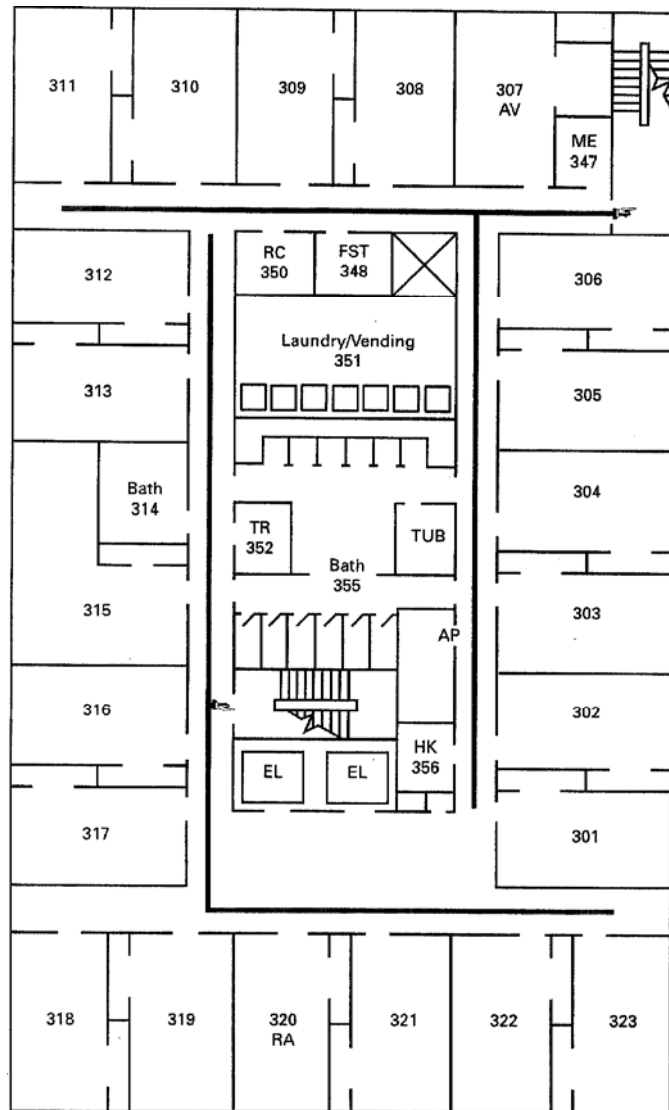 311
310
309
308
307
AV
ME
347
312
RC
350
FST
348
306
Laundry/Vending
351
313
305
Bath
314
304
TR
352
TUB
Bath
355
315
303
AP
316
302
HK
356
EL
EL
317
301
318
319
320
RA
321
322
323